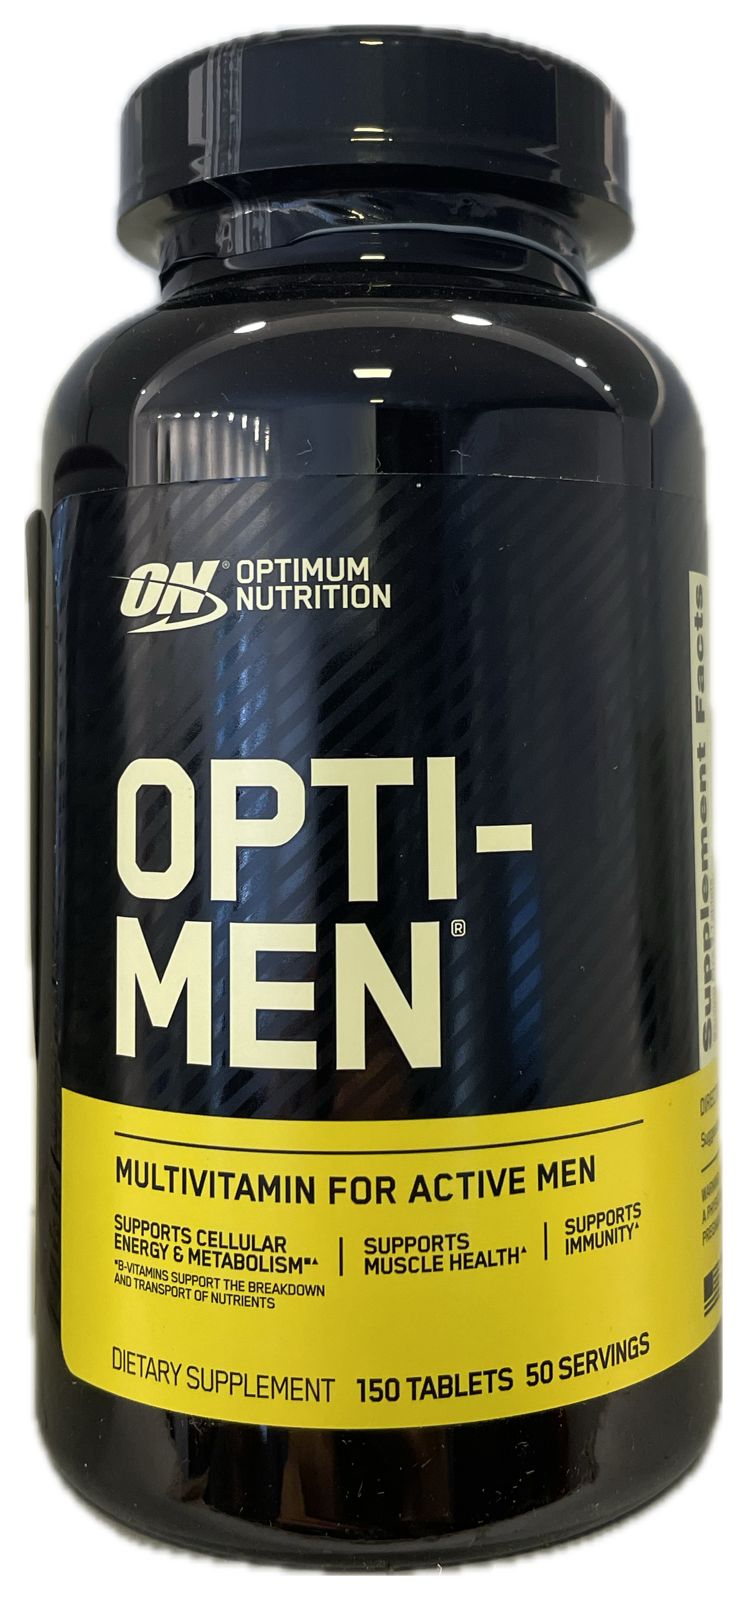 ON® OPTIMUM
NUTRITION
OPTI-
MEN®
MULTIVITAMIN FOR ACTIVE MEN
SUPPORTS CELLULAR
ENERGY & METABOLISM■▲
SUPPORTS
MUSCLE HEALTH▲
SUPPORTS
IMMUNITY▲
■B-VITAMINS SUPPORT THE BREAKDOWN
AND TRANSPORT OF NUTRIENTS
DIETARY SUPPLEMENT 150 TABLETS 50 SERVINGS
Supplement Facts